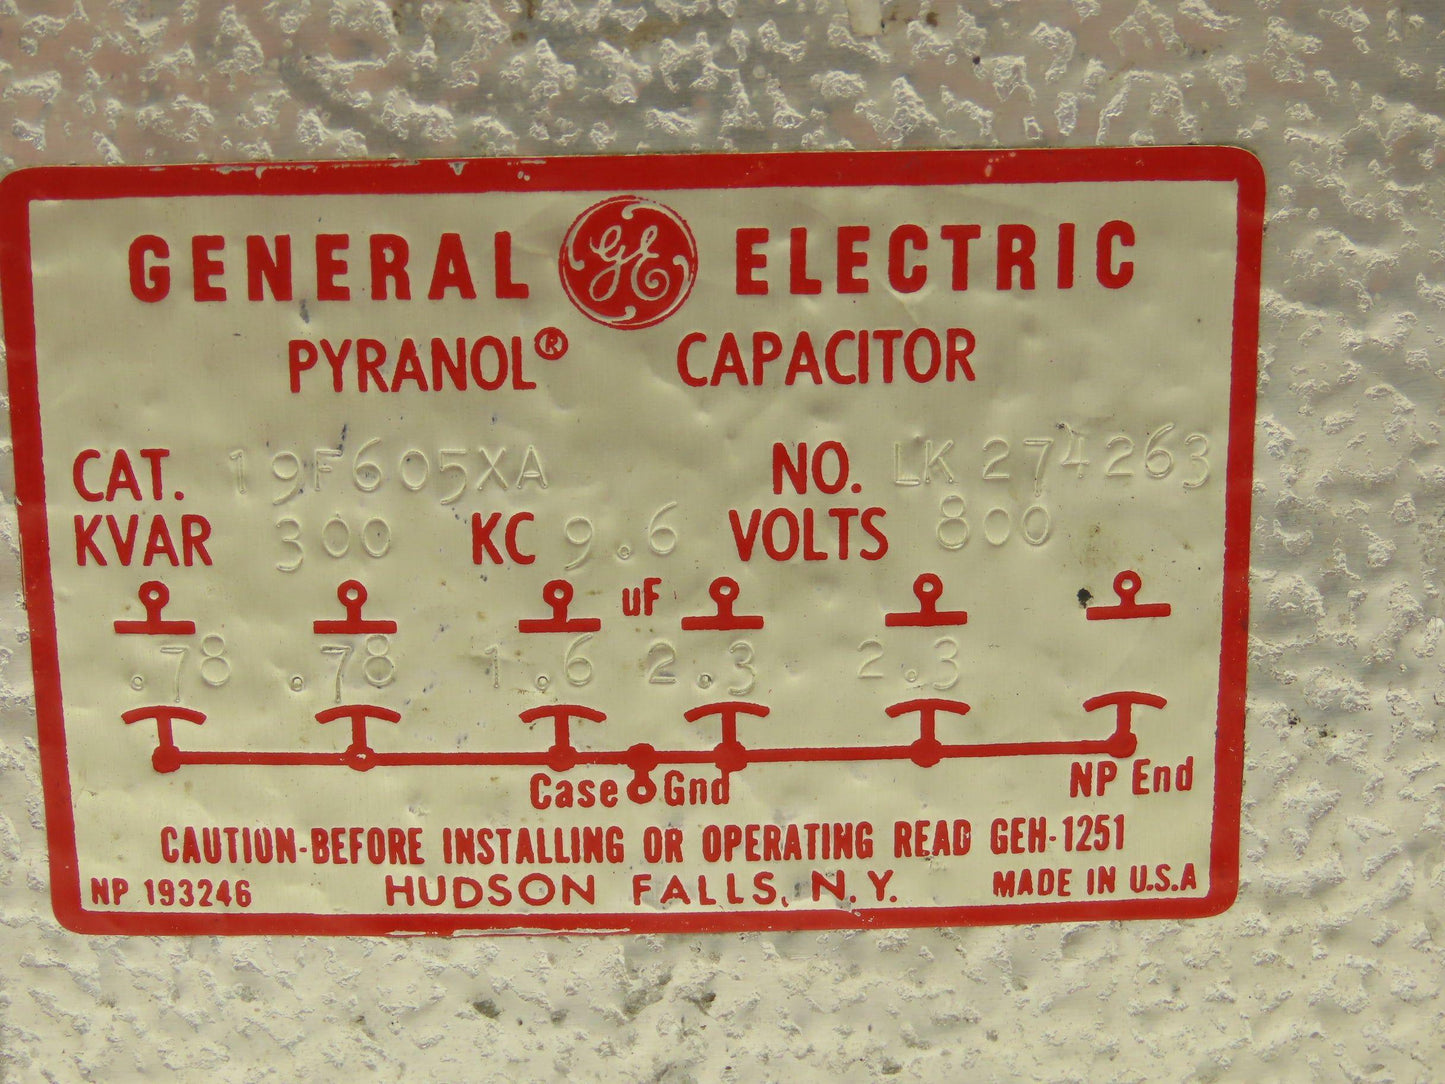 GENERAL GE ELECTRIC
PYRANOL® CAPACITOR
CAT. 19F605XA NO. LK274263
KVAR 300 KC 9.6 VOLTS 800
uF
.78 .78 1.6 2.3 2.3
Case Gnd
NP End
CAUTION-BEFORE INSTALLING OR OPERATING READ GEH-1251
NP 193246 HUDSON FALLS, N.Y. MADE IN U.S.A